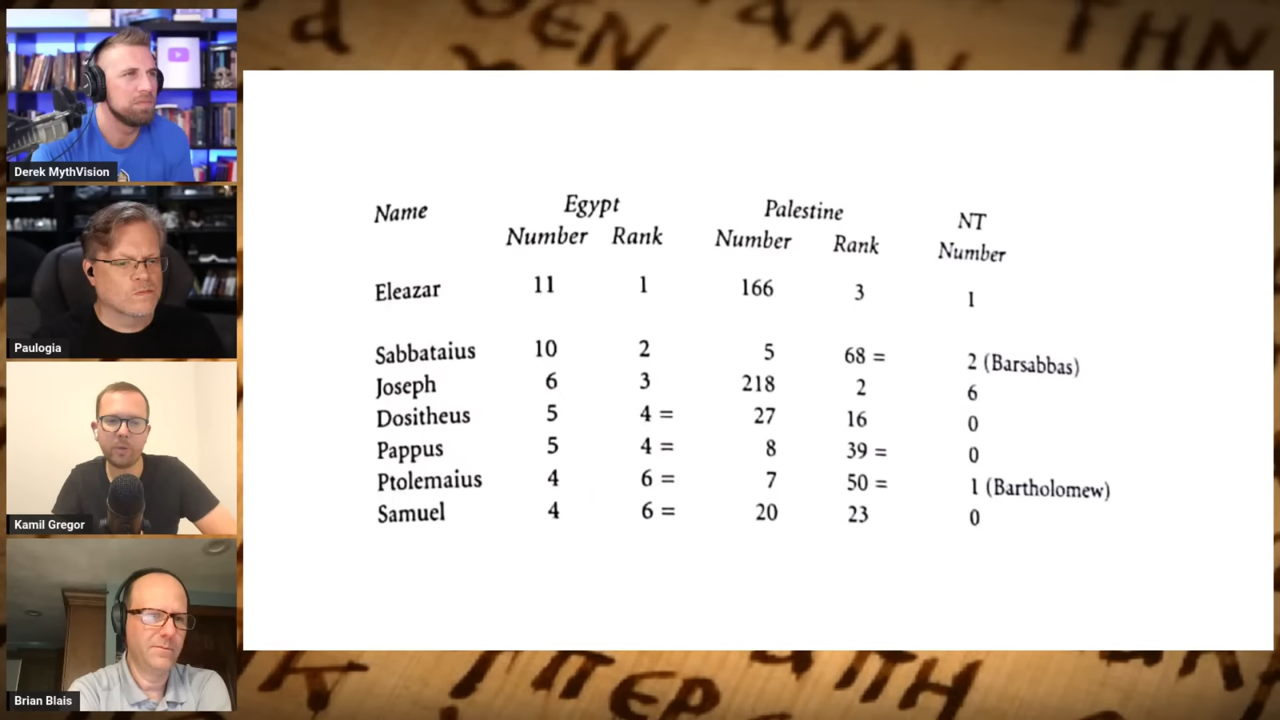 Derek MythVision
Paulogia
Kamil Gregor
Brian Blais
Name Egypt Palestine NT
Number Rank Number Rank Number
Eleazar 11 1 166 3 1
Sabbataius 10 2 5 68 = 2 (Barsabbas)
Joseph 6 3 218 2 6
Dositheus 5 4 = 27 16 0
Pappus 5 4 = 8 39 = 0
Ptolemaius 4 6 = 7 50 = 1 (Bartholomew)
Samuel 4 6 = 20 23 0